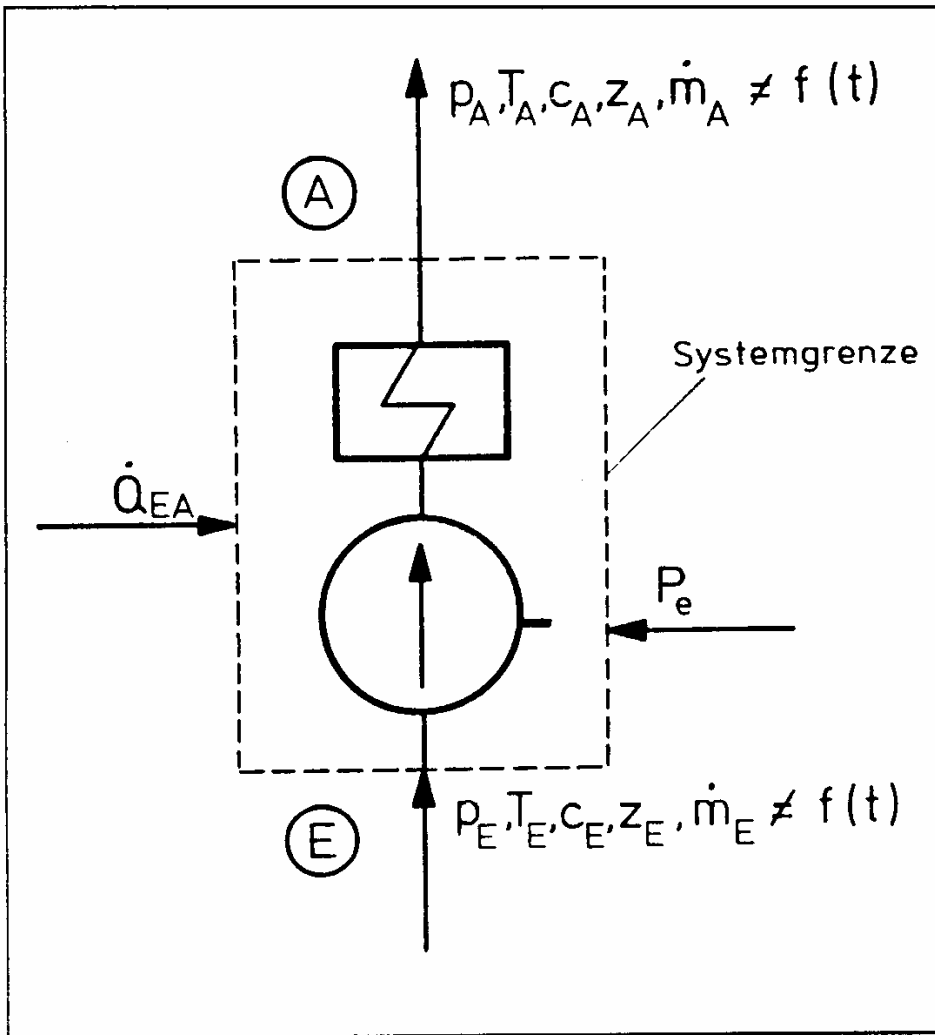 p_A, T_A, c_A, z_A, ṁ_A ≠ f(t)
A
Systemgrenze
Q̇_EA
P_e
p_E, T_E, c_E, z_E, ṁ_E ≠ f(t)
E